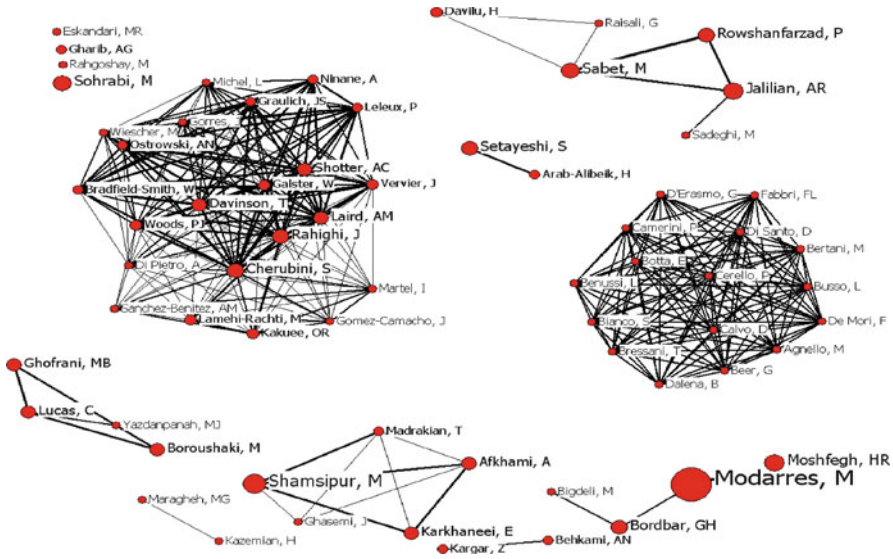 Eskandari, MR
Gharib, AG
Rahgoshay, M
Sohrabi, M
Davilu, H
Raisali, G
Rowshanfarzad, P
Sabet, M
Jalilian, AR
Sadeghi, M
Setayeshi, S
Arab-Alibeik, H
Michel, L
Ninane, A
Graulich, JS
Leleux, P
Gorres, J
Wiescher, M
Ostrowski, AN
Shotter, AC
Galster, W
Vervier, J
Bradfield-Smith, W
Davinson, T
Laird, AM
Woods, PJ
Rahighi, J
Di Pietro, A
Cherubini, S
Martel, I
Sanchez-Benitez, AM
Lamehi-Rachti, M
Gomez-Camacho, J
Kakuee, OR
D'Erasmo, G
Fabbri, FL
Camerini, P
Di Santo, D
Bertani, M
Botta, E
Cerello, P
Benussi, L
Busso, L
Bianco, S
Calvo, D
De Mori, F
Bressani, T
Agnello, M
Beer, G
Dalena, B
Ghofrani, MB
Lucas, C
Yazdanpanah, MJ
Boroushaki, M
Madrakian, T
Afkhami, A
Shamsipur, M
Ghasemi, J
Karkhaneei, E
Maragheh, MG
Kazemian, H
Kargar, Z
Behkami, AN
Bigdeli, M
Bordbar, GH
Modarres, M
Moshfegh, HR